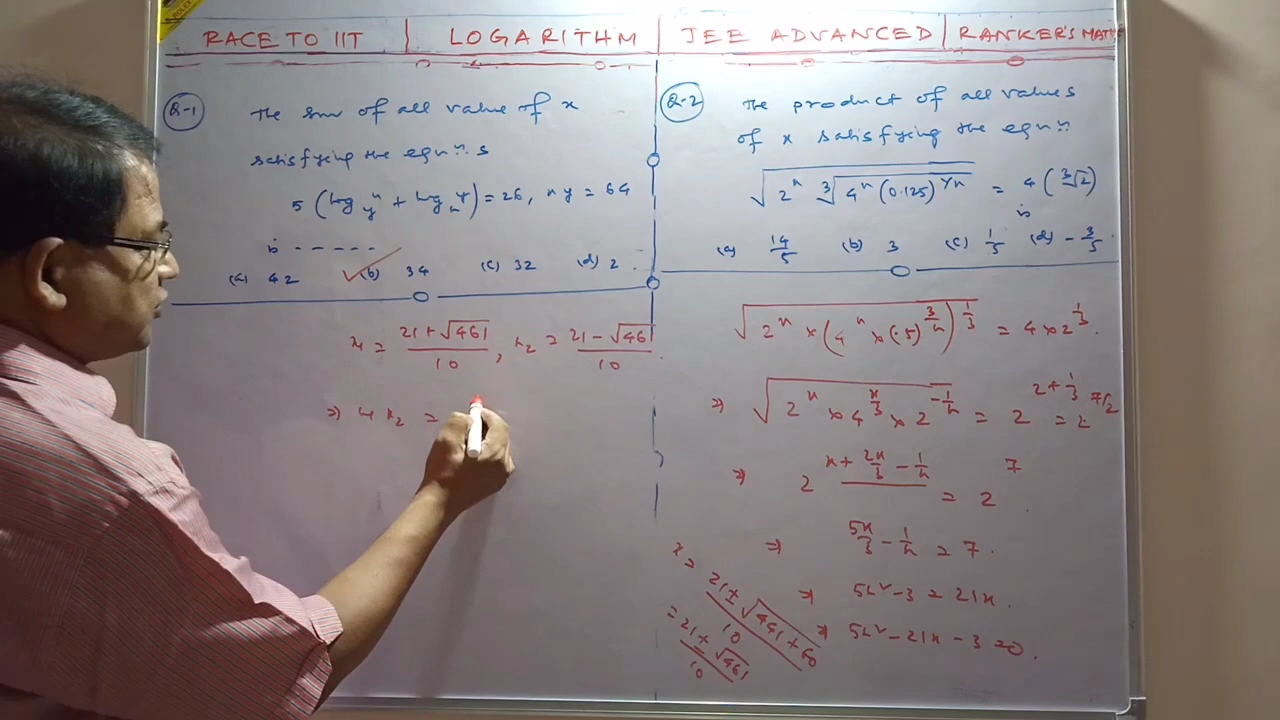 RACE TO IIT | LOGARITHM | JEE ADVANCED | RANKER'S
Q-1 The sum of all value of x
satisfying the eqn.s
5 (log_y^x + log_x^y) = 26, xy = 64
is - - - - -
(a) 42 (b) 34 (c) 32 (d) 2.
x = (21+√461)/10, x₂ = (21-√461)/10.
⇒ x₁ x₂ =
Q-2 The product of all values
of x satisfying the eqn.
√(2^x ∛(4^x (0.125)^(1/x))) = 4 (∛2)
is
(a) 14/5 (b) 3 (c) 1/5 (d) -3/5.
√(2^x × (4^x × (.5)^(3/x))^(1/3)) = 4 × 2^(1/3).
⇒ √(2^x × 4^(x/3) × 2^(-1/x)) = 2^(2+1/3) = 2^(7/2)
⇒ 2^(x + 2x/3 - 1/x) = 2^7.
⇒ 5x/3 - 1/x = 7.
⇒ 5x² - 3 = 21x.
⇒ 5x² - 21x - 3 = 0.
x = (21 ± √(441+60))/10
= (21 ± √461)/10